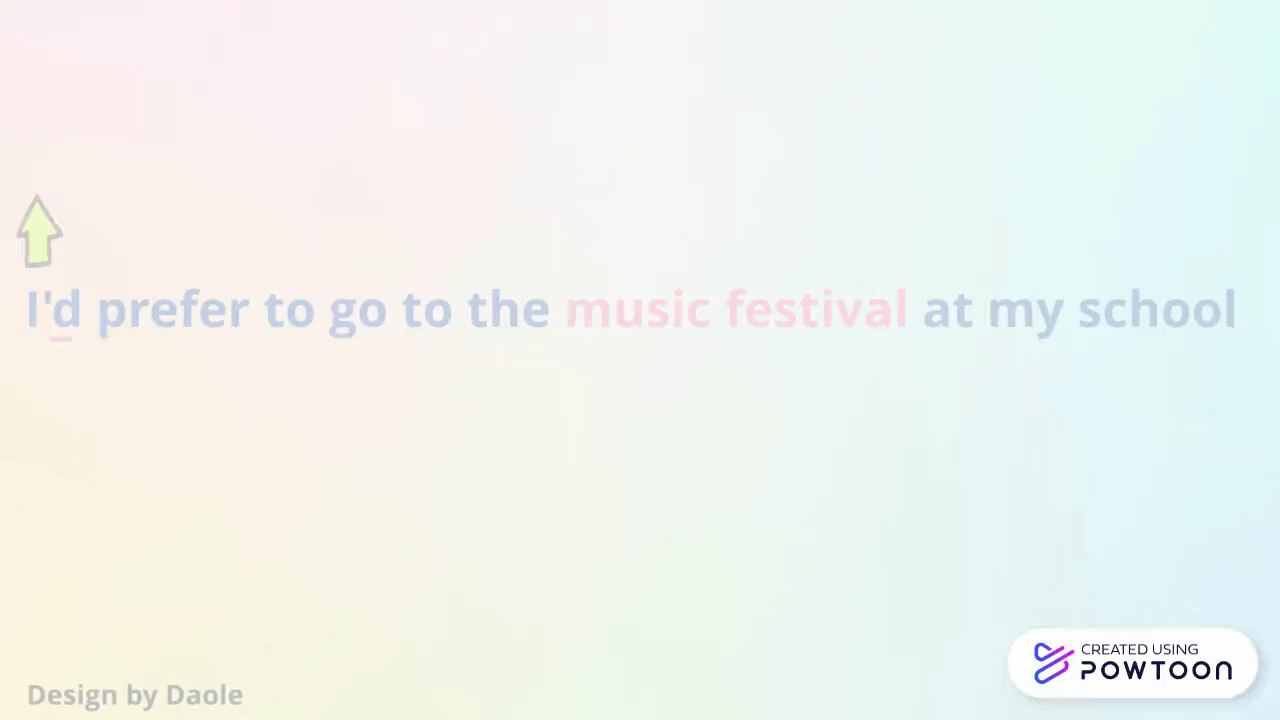 I'd prefer to go to the music festival at my school
CREATED USING
POWTOON
Design by Daole